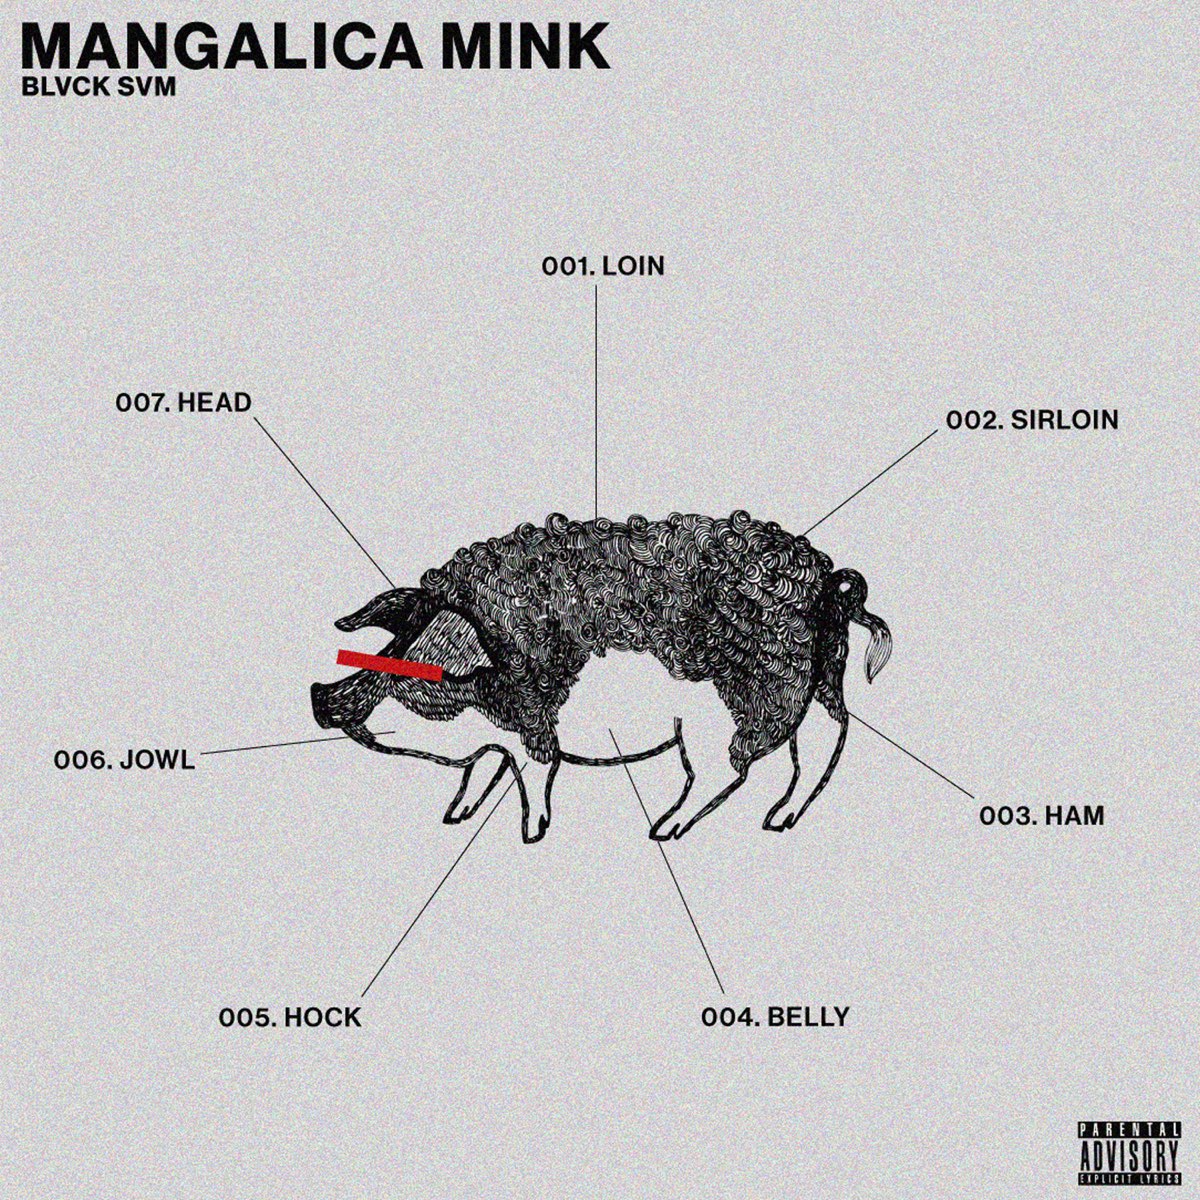 MANGALICA MINK
BLVCK SVM
001. LOIN
007. HEAD
002. SIRLOIN
006. JOWL
003. HAM
005. HOCK
004. BELLY
PARENTAL
ADVISORY
EXPLICIT LYRICS